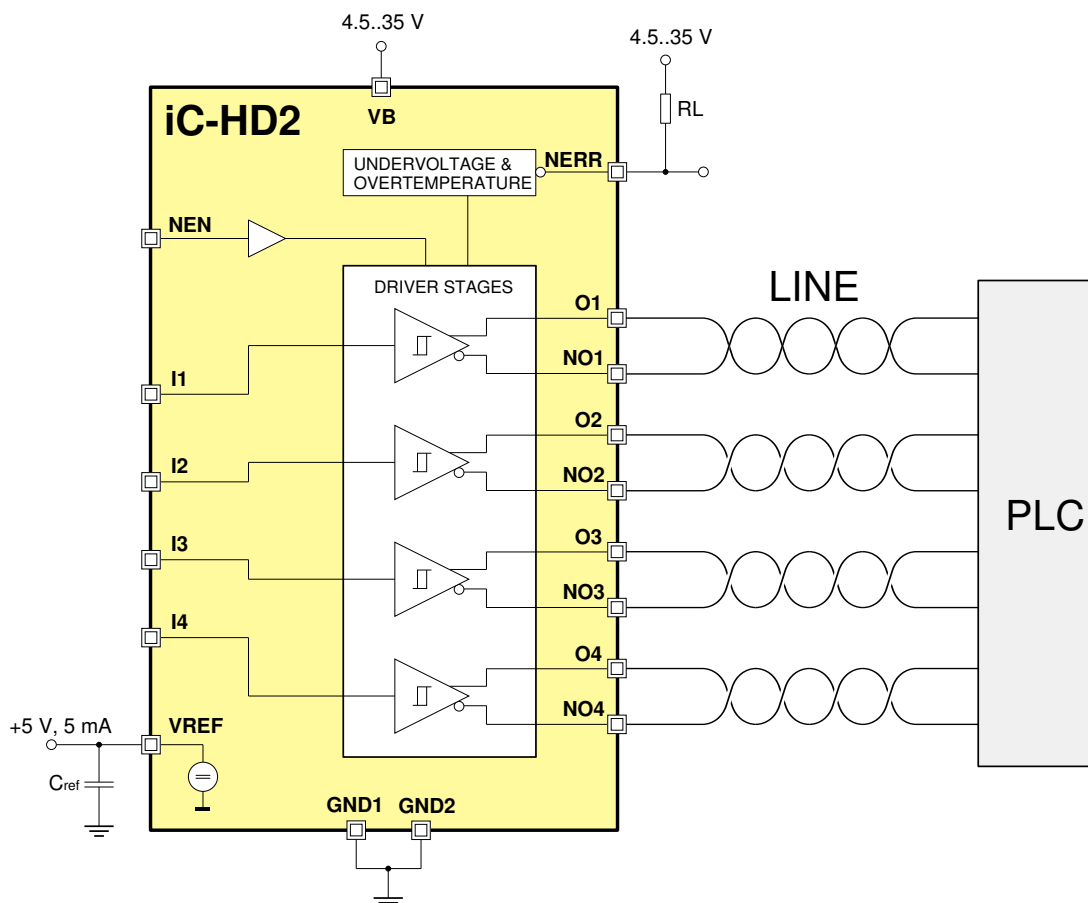 4.5..35 V
4.5..35 V
iC-HD2
VB
RL
UNDERVOLTAGE &
OVERTEMPERATURE
NERR
NEN
DRIVER STAGES
LINE
O1
NO1
I1
O2
I2
NO2
PLC
I3
O3
NO3
I4
O4
NO4
+5 V, 5 mA
VREF
Cref
GND1
GND2